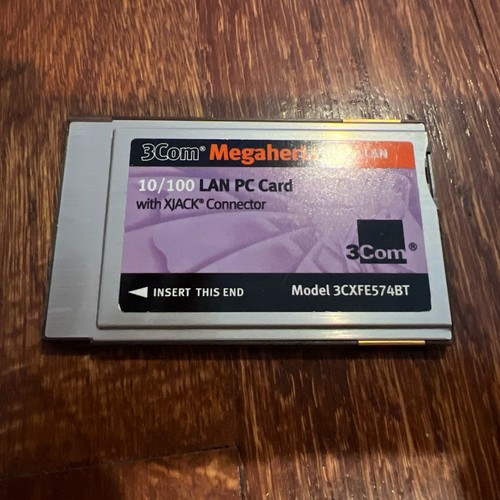 3Com® Megahertz LAN
10/100 LAN PC Card
with XJACK® Connector
3Com®
INSERT THIS END Model 3CXFE574BT